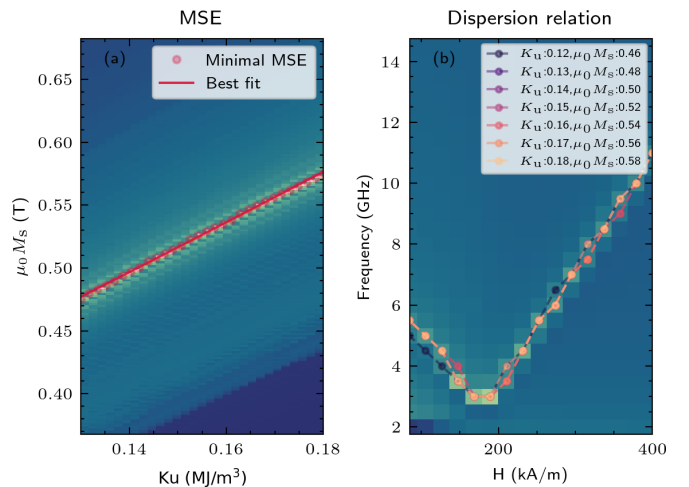 MSE
(a)
Minimal MSE
Best fit
0.65
0.60
0.55
0.50
0.45
0.40
μ₀Mₛ (T)
0.14
0.16
0.18
Ku (MJ/m³)
Dispersion relation
(b)
Kᵤ:0.12,μ₀Mₛ:0.46
Kᵤ:0.13,μ₀Mₛ:0.48
Kᵤ:0.14,μ₀Mₛ:0.50
Kᵤ:0.15,μ₀Mₛ:0.52
Kᵤ:0.16,μ₀Mₛ:0.54
Kᵤ:0.17,μ₀Mₛ:0.56
Kᵤ:0.18,μ₀Mₛ:0.58
14
12
10
8
6
4
2
Frequency (GHz)
200
400
H (kA/m)